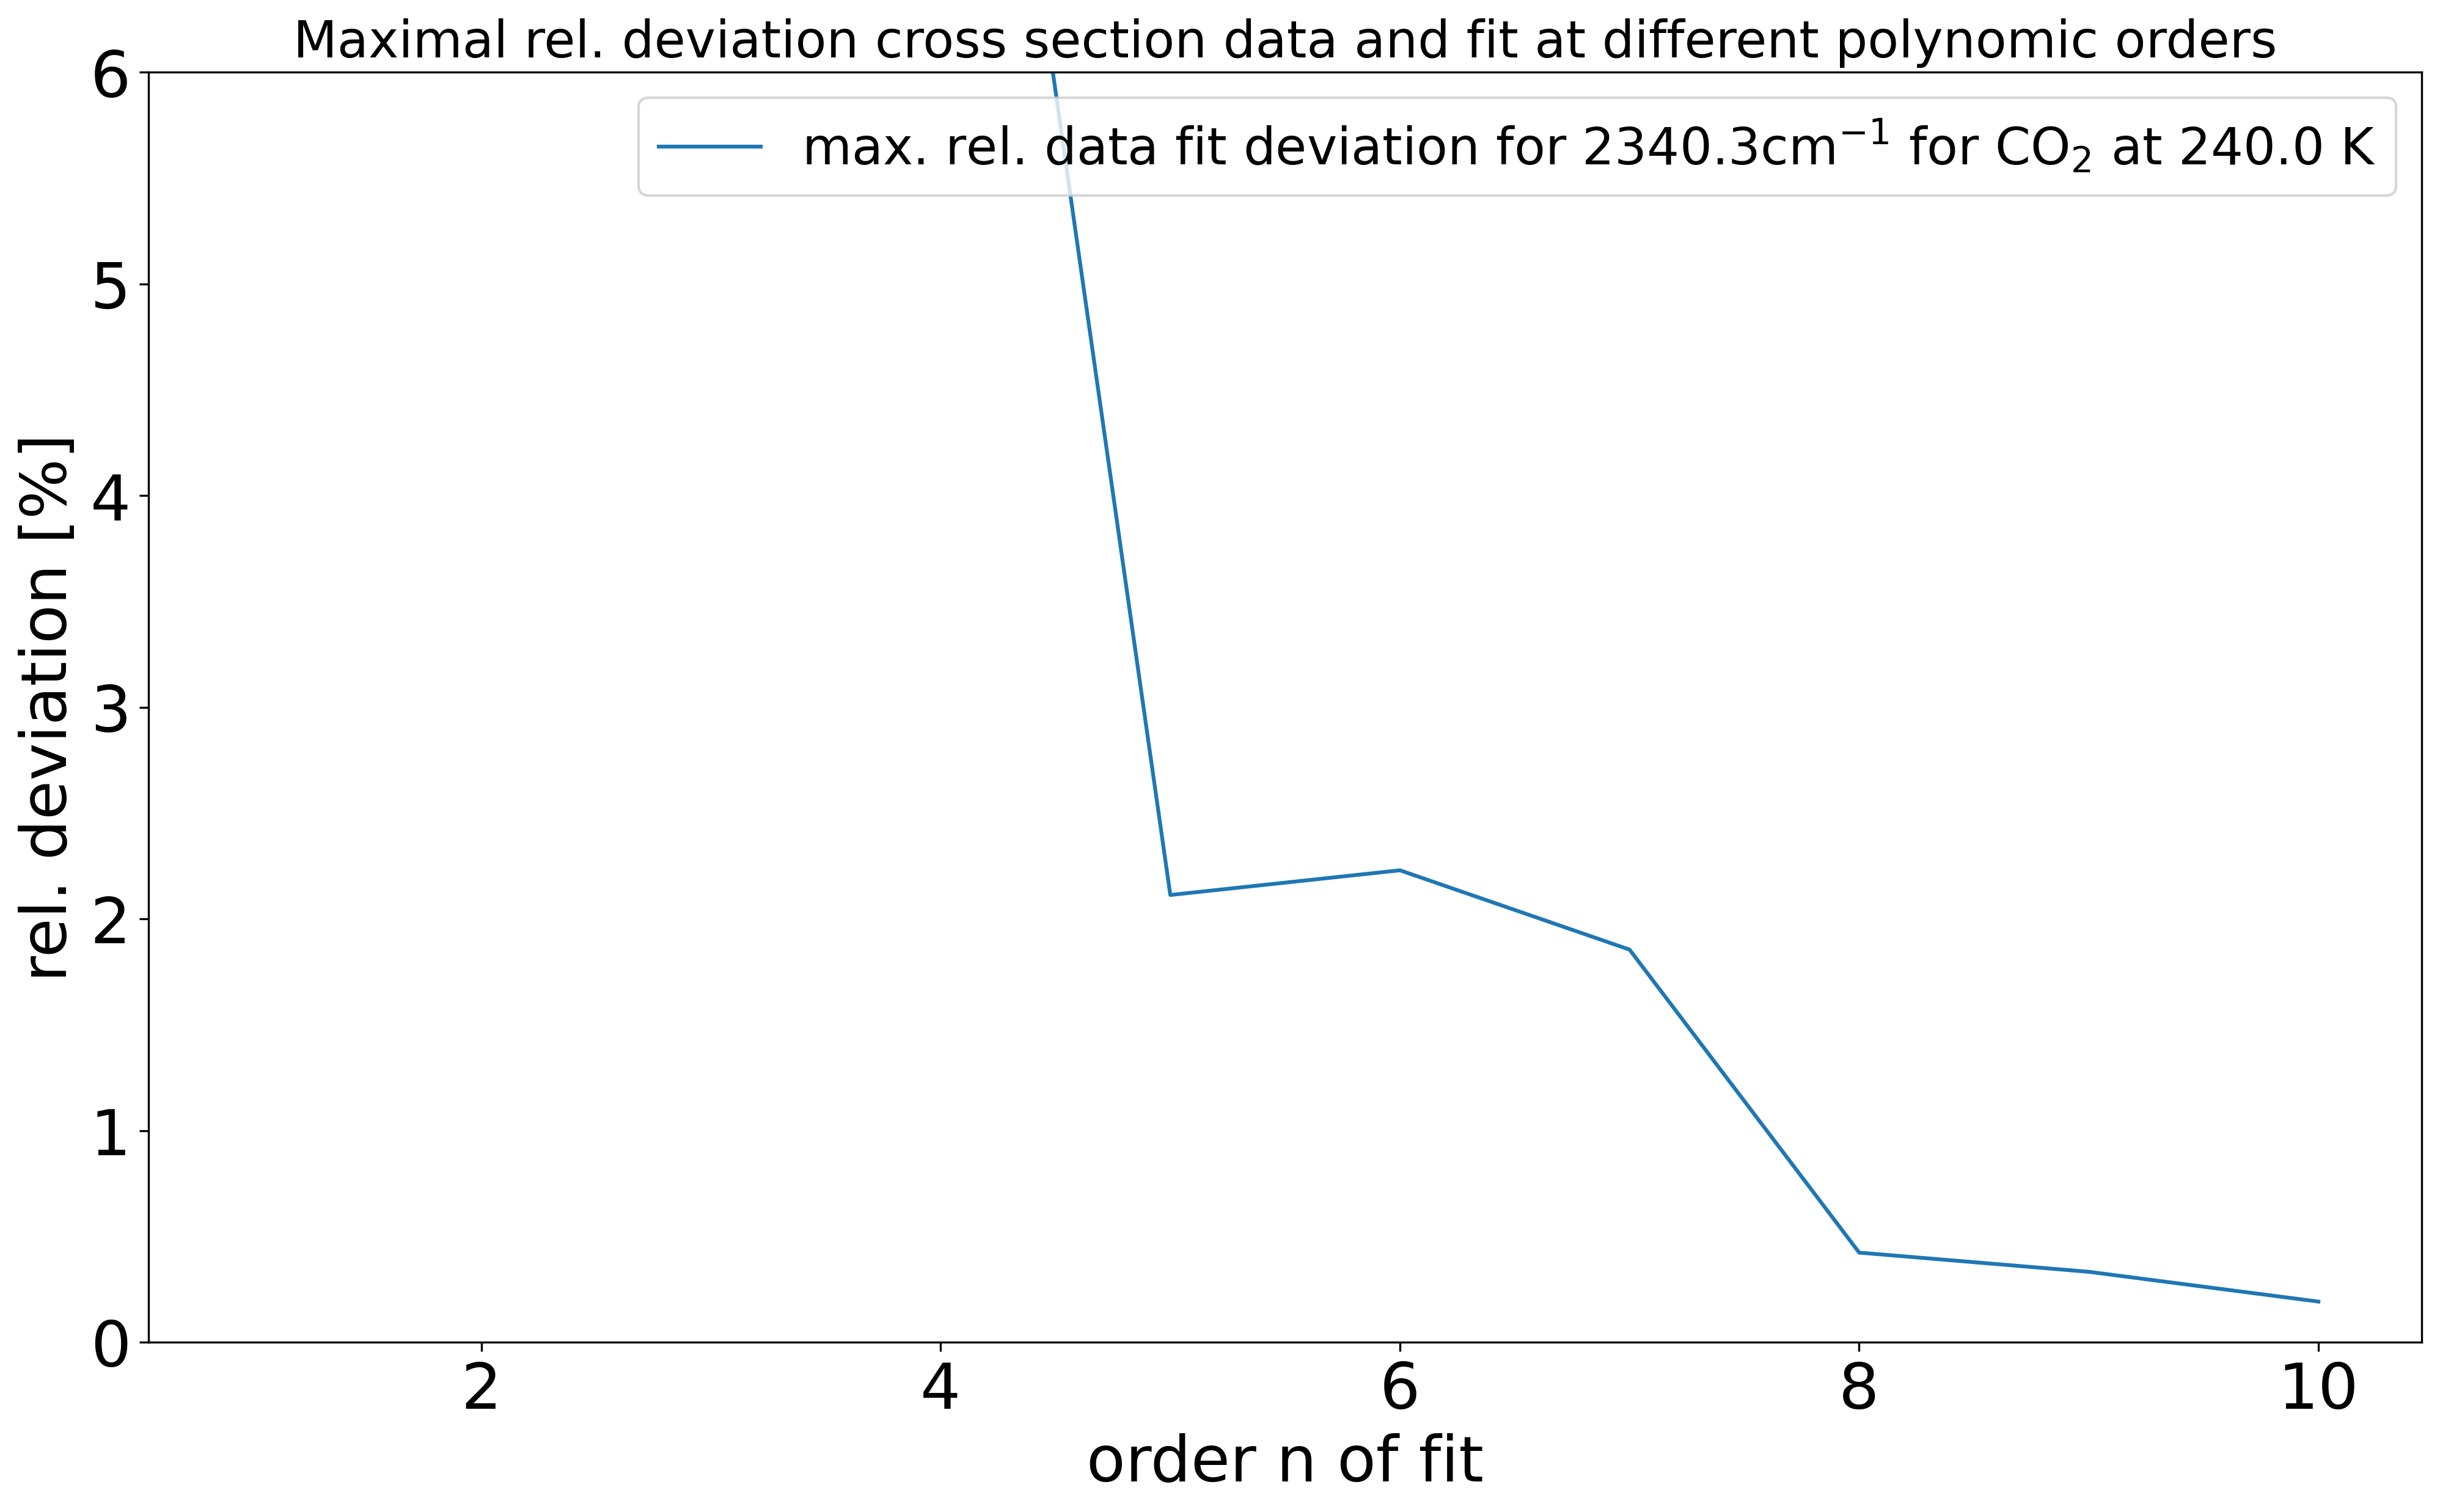 Maximal rel. deviation cross section data and fit at different polynomic orders
max. rel. data fit deviation for 2340.3cm⁻¹ for CO₂ at 240.0 K
rel. deviation [%]
6
5
4
3
2
1
0
2 4 6 8 10
order n of fit